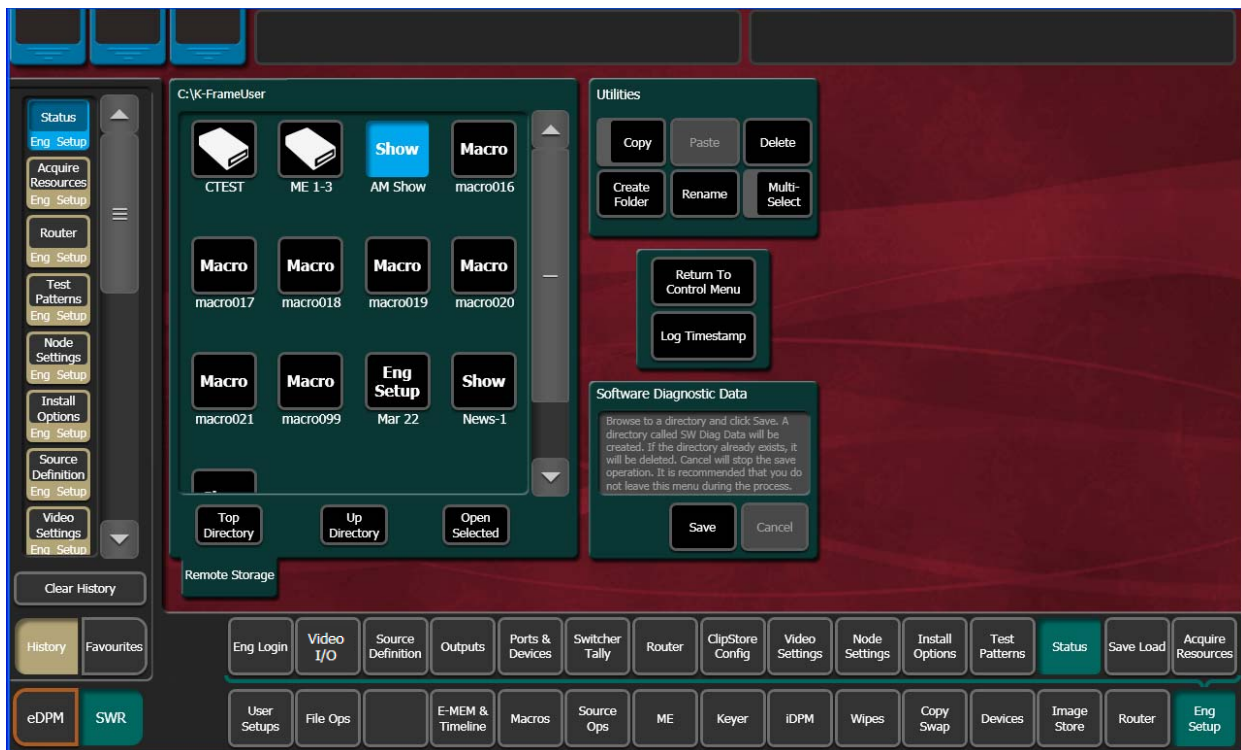 Status
Eng Setup
Acquire
Resources
Eng Setup
Router
Eng Setup
Test
Patterns
Eng Setup
Node
Settings
Eng Setup
Install
Options
Eng Setup
Source
Definition
Eng Setup
Video
Settings
Eng Setup
Clear History
History
Favourites
eDPM
SWR
C:\K-FrameUser
CTEST
ME 1-3
Show
AM Show
Macro
macro016
Macro
macro017
Macro
macro018
Macro
macro019
Macro
macro020
Macro
macro021
Macro
macro099
Eng
Setup
Mar 22
Show
News-1
Top
Directory
Up
Directory
Open
Selected
Remote Storage
Utilities
Copy
Paste
Delete
Create
Folder
Rename
Multi-
Select
Return To
Control Menu
Log Timestamp
Software Diagnostic Data
Browse to a directory and click Save. A
directory called SW Diag Data will be
created. If the directory already exists, it
will be deleted. Cancel will stop the save
operation. It is recommended that you do
not leave this menu during the process.
Save
Cancel
Eng Login
Video
I/O
Source
Definition
Outputs
Ports &
Devices
Switcher
Tally
Router
ClipStore
Config
Video
Settings
Node
Settings
Install
Options
Test
Patterns
Status
Save Load
Acquire
Resources
User
Setups
File Ops
E-MEM &
Timeline
Macros
Source
Ops
ME
Keyer
iDPM
Wipes
Copy
Swap
Devices
Image
Store
Router
Eng
Setup